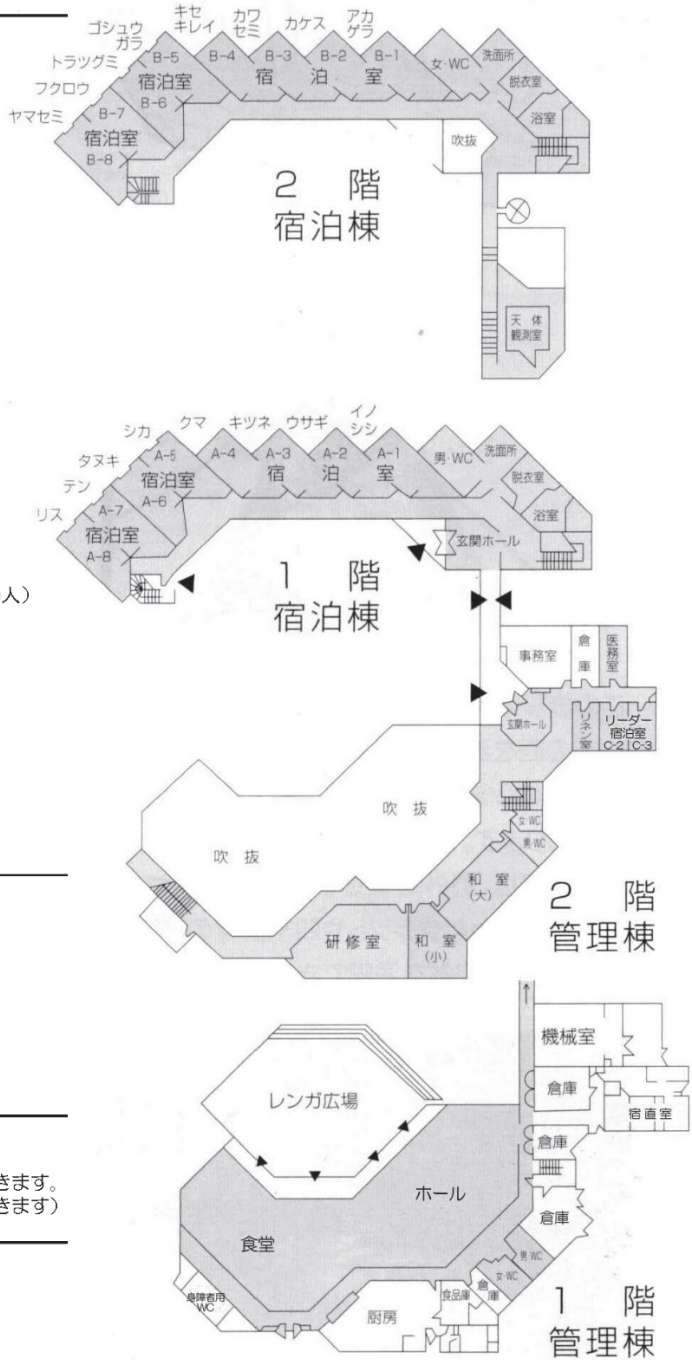 キセ
キレイ
カワ
セミ
カケス
アカ
ゲラ
ゴシュウ
ガラ
トラツグミ
フクロウ
ヤマセミ
B-5
B-4
B-3
B-2
B-1
女·WC
洗面所
脱衣室
浴室
宿泊室
宿 泊 室
B-6
B-7
宿泊室
B-8
吹抜
2 階
宿泊棟
天 体
観測室
シカ
クマ
キツネ
ウサギ
イノ
シシ
タヌキ
テン
リス
A-5
A-4
A-3
A-2
A-1
男·WC
洗面所
脱衣室
浴室
宿泊室
宿 泊 室
A-6
A-7
宿泊室
A-8
玄関ホール
1 階
宿泊棟
人)
事務室
倉庫
医務室
玄関ホール
リネン室
リーダー
宿泊室
C-2 C-3
吹 抜
吹 抜
女·WC
男·WC
和 室
(大)
研修室
和 室
(小)
2 階
管理棟
機械室
倉庫
宿直室
倉庫
倉庫
レンガ広場
ホール
食堂
男·WC
女·WC
倉庫
食品庫
厨房
身障者用
WC
1 階
管理棟
きます。
きます)